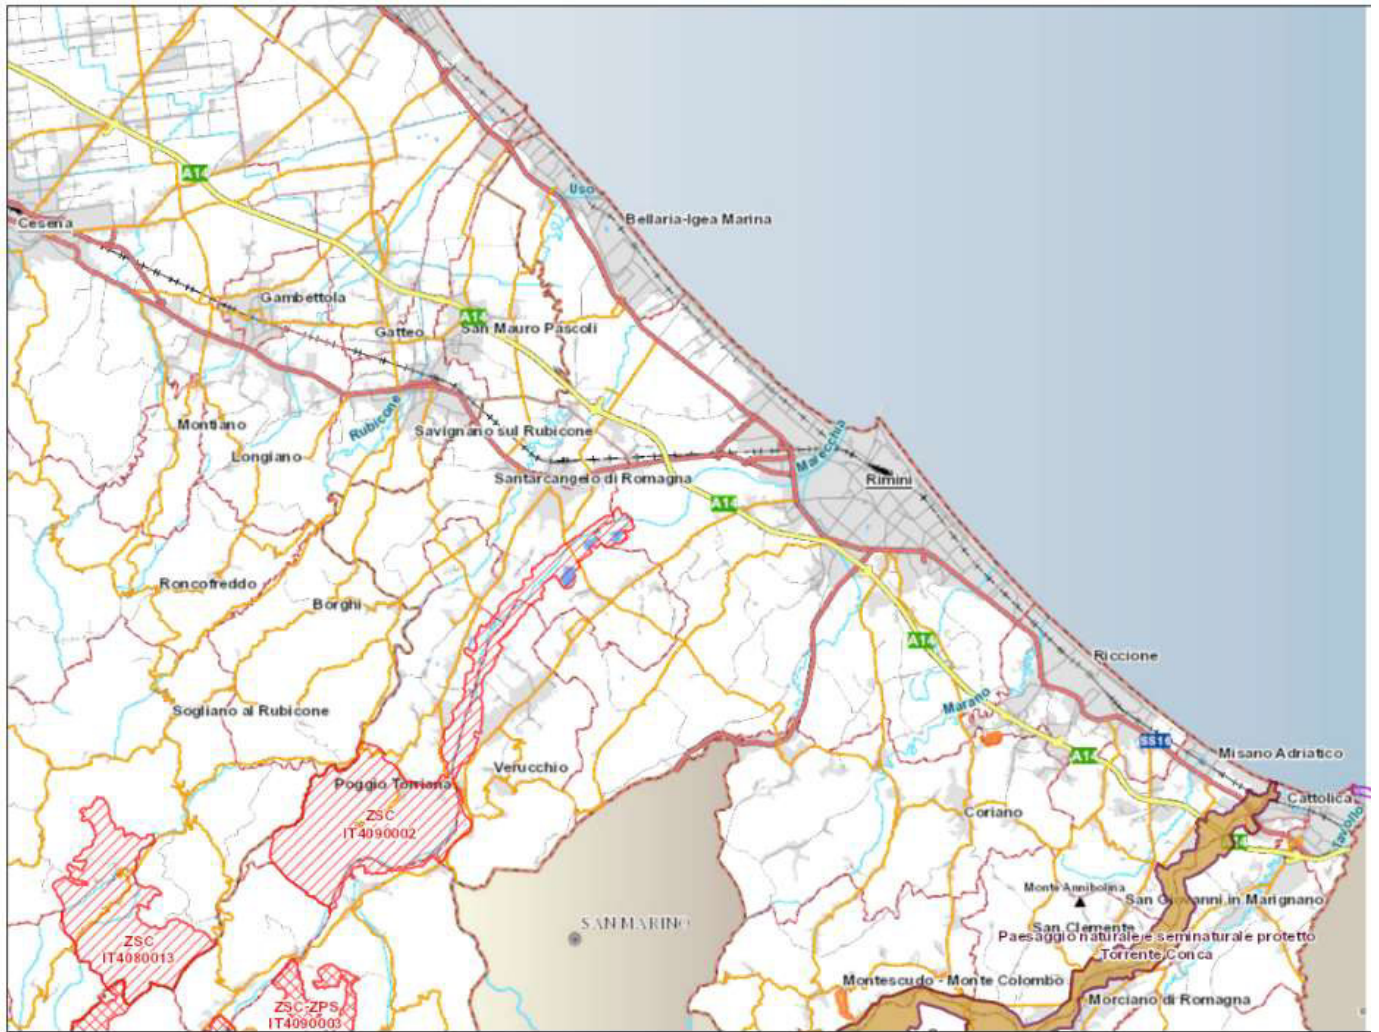 A14
Uso
Bellaria-Igea Marina
Cesena
Gambettola
A14
Gatteo
San Mauro Pascoli
Rubicone
Montiano
Savignano sul Rubicone
Marecchia
Longiano
Santarcangelo di Romagna
Rimini
A14
Roncofreddo
Borghi
A14
Riccione
Marano
Sogliano al Rubicone
SS16
A14
Misano Adriatico
Verucchio
Poggio Torriana
Cattolica
ZSC
IT4090002
Coriano
Tavollo
A14
Monte Annibolina
San Giovanni in Marignano
SAN MARINO
San Clemente
Paesaggio naturale e seminaturale protetto
Torrente Conca
ZSC
IT4080013
Montescudo - Monte Colombo
Morciano di Romagna
ZSC-ZPS
IT4090003